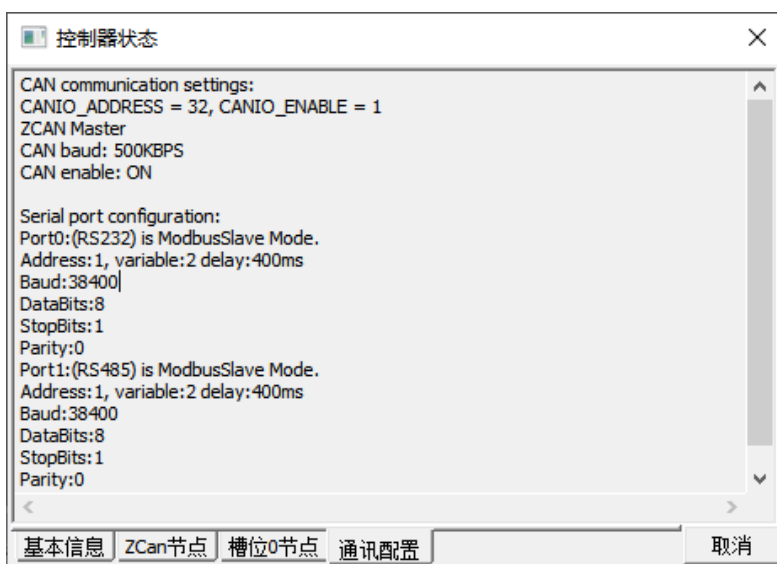 控制器状态
CAN communication settings:
CANIO_ADDRESS = 32, CANIO_ENABLE = 1
ZCAN Master
CAN baud: 500KBPS
CAN enable: ON
Serial port configuration:
Port0:(RS232) is ModbusSlave Mode.
Address:1, variable:2 delay:400ms
Baud:38400
DataBits:8
StopBits:1
Parity:0
Port1:(RS485) is ModbusSlave Mode.
Address:1, variable:2 delay:400ms
Baud:38400
DataBits:8
StopBits:1
Parity:0
基本信息 ZCan节点 槽位0节点 通讯配置 取消